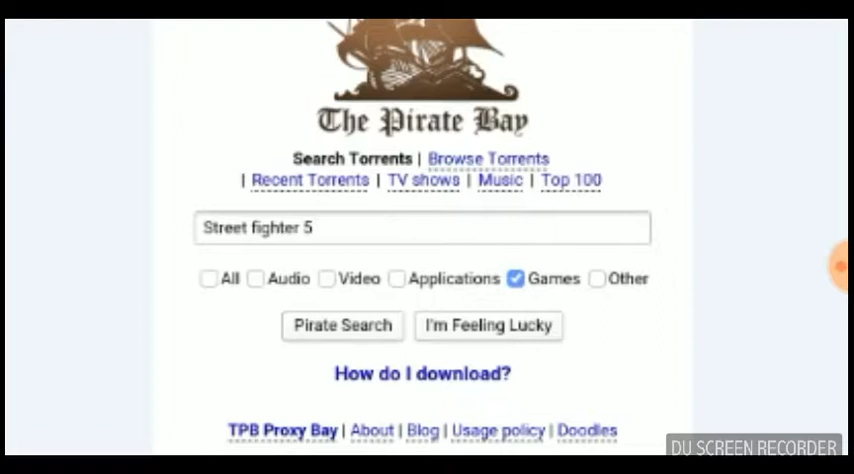 The Pirate Bay
Search Torrents | Browse Torrents
| Recent Torrents | TV shows | Music | Top 100
Street fighter 5
All Audio Video Applications Games Other
Pirate Search I'm Feeling Lucky
How do I download?
TPB Proxy Bay | About | Blog | Usage policy | Doodles
DU SCREEN RECORDER